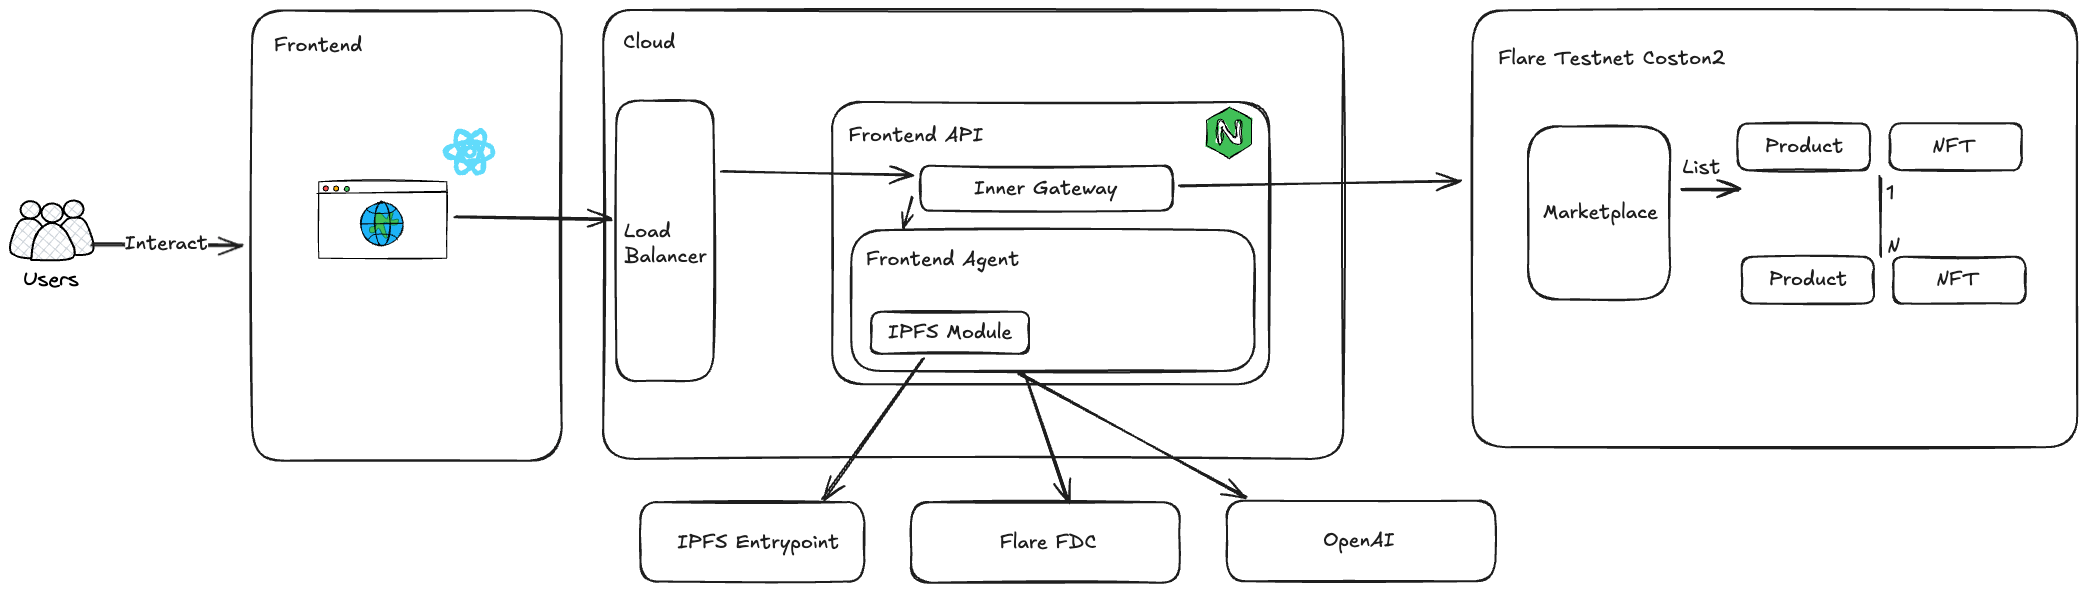 Frontend
Cloud
Flare Testnet Coston2
Frontend API
N
Product
NFT
List
Inner Gateway
1
Marketplace
Load
Balancer
Interact
Users
Frontend Agent
N
Product
NFT
IPFS Module
IPFS Entrypoint
Flare FDC
OpenAI